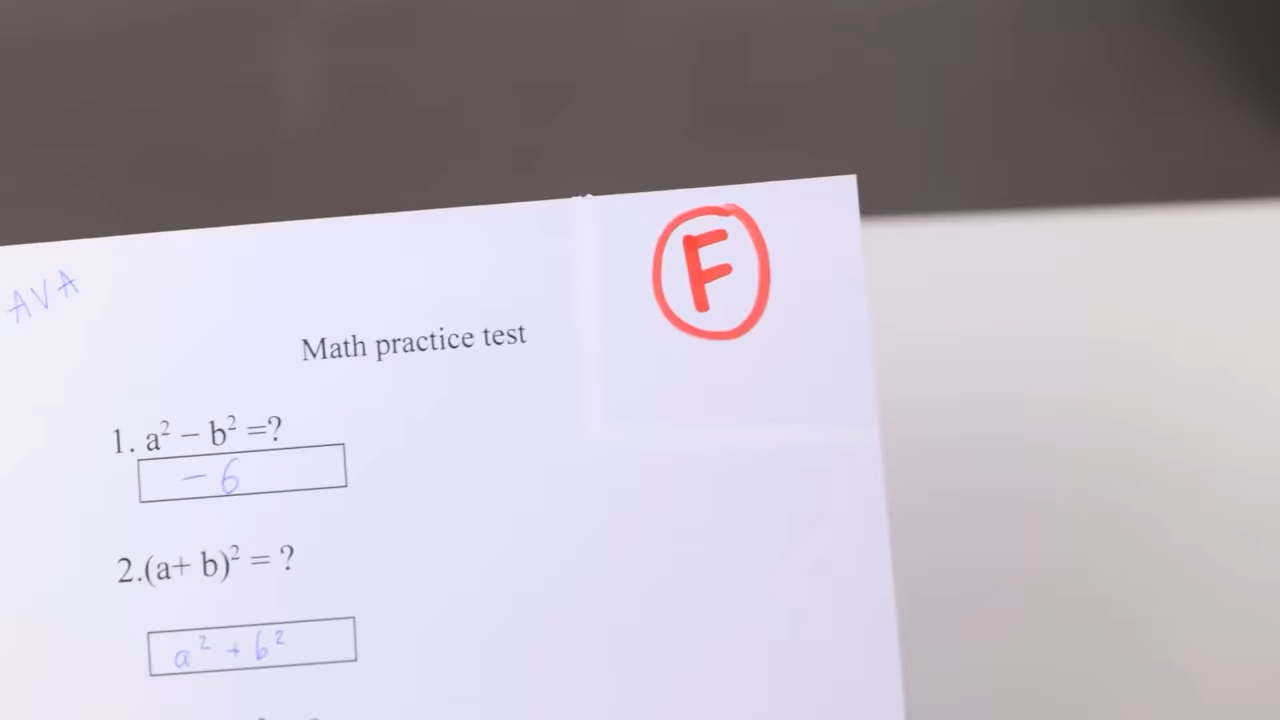 F
AVA
Math practice test
1. a² − b² =?
− 6
2.(a+ b)² = ?
a² + b²